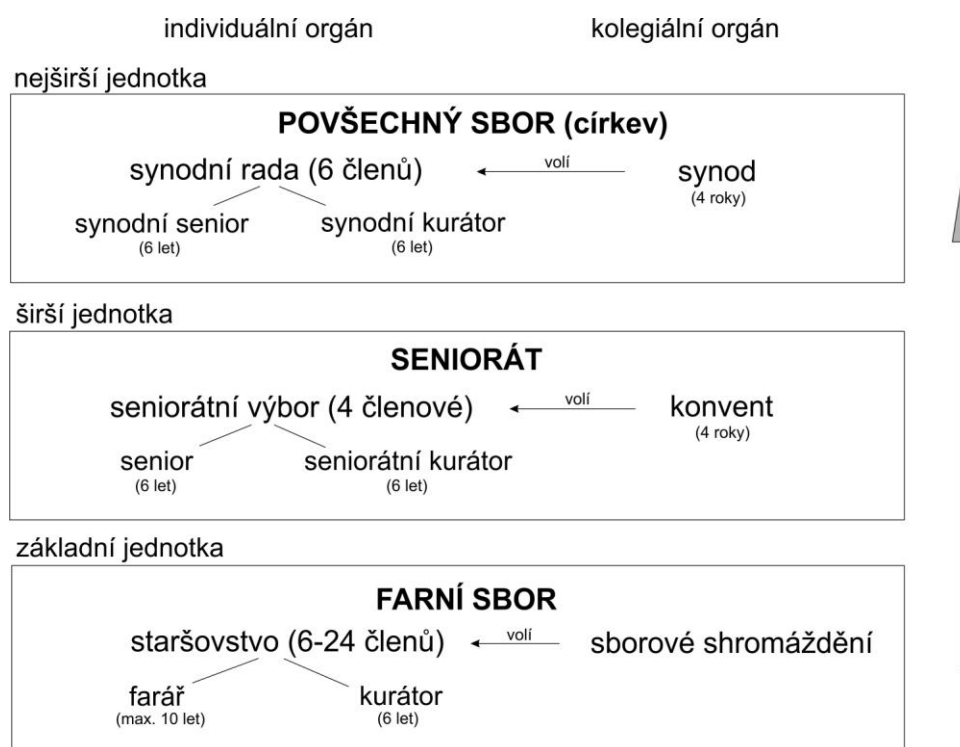 individuální orgán kolegiální orgán
nejširší jednotka
POVŠECHNÝ SBOR (církev)
synodní rada (6 členů) volí synod
(4 roky)
synodní senior synodní kurátor
(6 let) (6 let)
širší jednotka
SENIORÁT
seniorátní výbor (4 členové) volí konvent
(4 roky)
senior seniorátní kurátor
(6 let) (6 let)
základní jednotka
FARNÍ SBOR
staršovstvo (6-24 členů) volí sborové shromáždění
farář kurátor
(max. 10 let) (6 let)